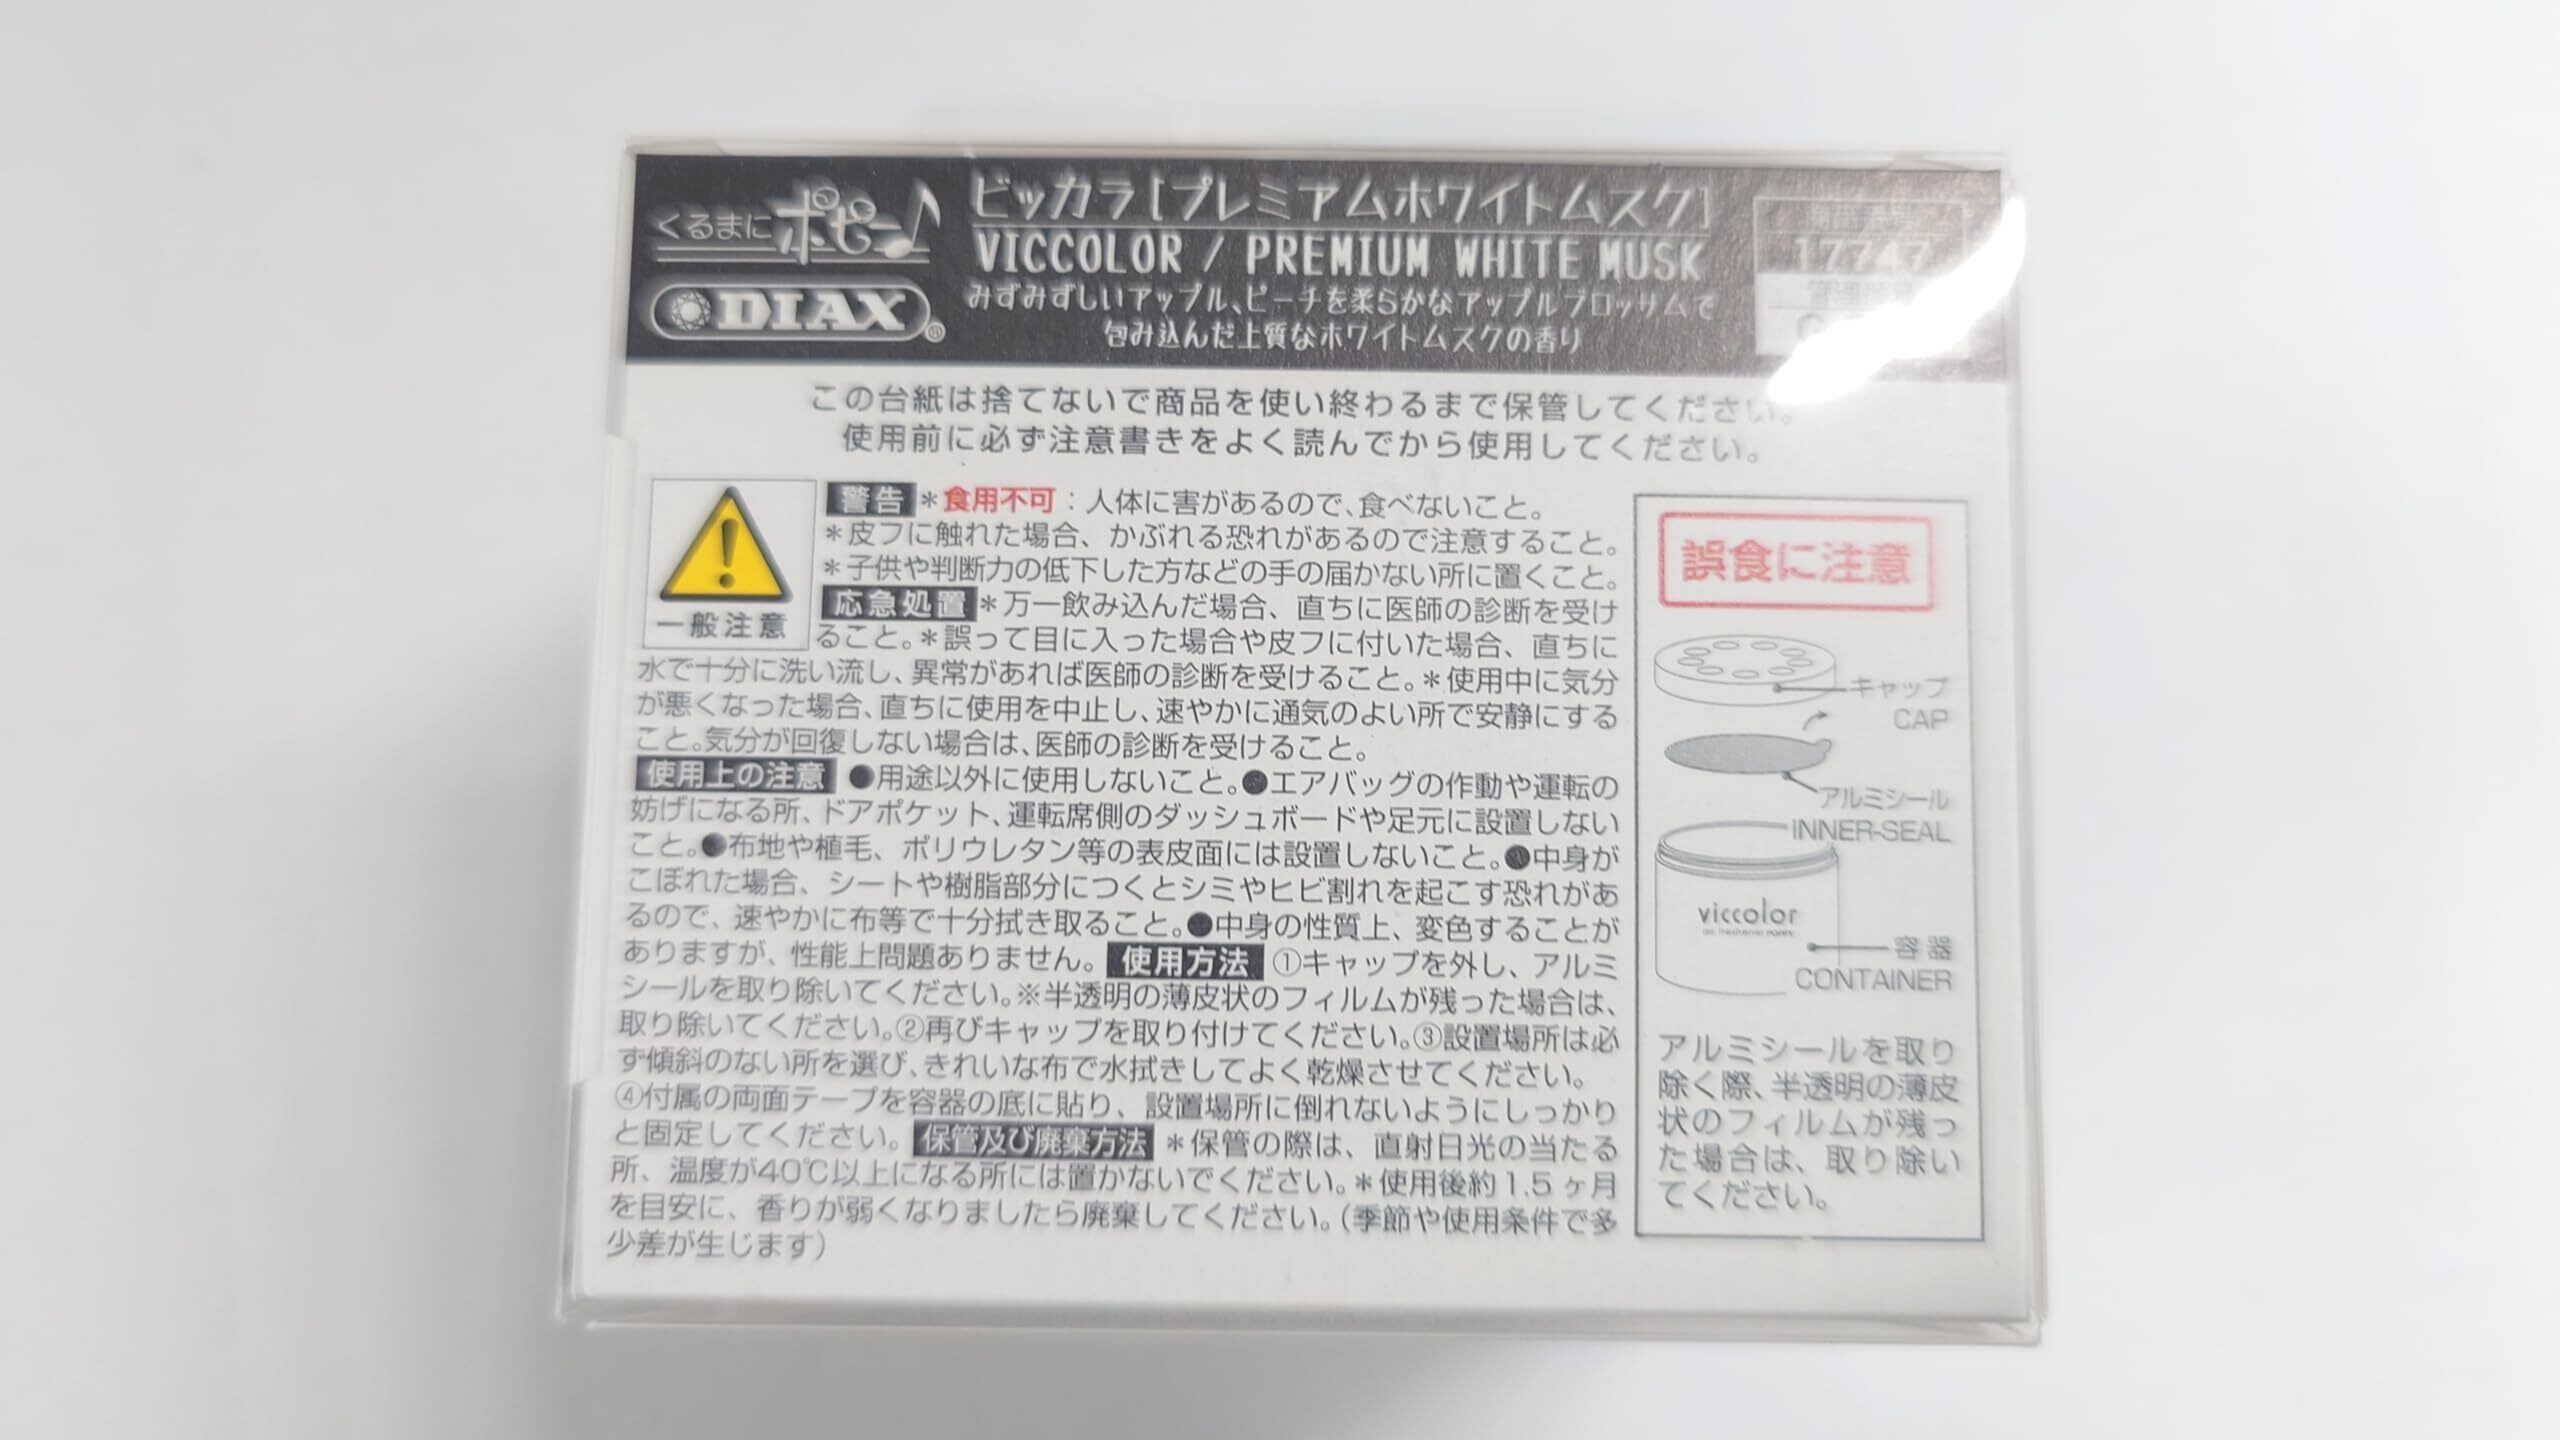 くるまにポピー♪
DIAX®
ビッカラ[プレミアムホワイトムスク]
VICCOLOR / PREMIUM WHITE MUSK
みずみずしいアップル、ピーチを柔らかなアップルブロッサムで
包み込んだ上質なホワイトムスクの香り
17747
この台紙は捨てないで商品を使い終わるまで保管してください。
使用前に必ず注意書きをよく読んでから使用してください。
一般注意
警告 *食用不可：人体に害があるので、食べないこと。
*皮フに触れた場合、かぶれる恐れがあるので注意すること。
*子供や判断力の低下した方などの手の届かない所に置くこと。
応急処置 *万一飲み込んだ場合、直ちに医師の診断を受け
ること。*誤って目に入った場合や皮フに付いた場合、直ちに
水で十分に洗い流し、異常があれば医師の診断を受けること。*使用中に気分
が悪くなった場合、直ちに使用を中止し、速やかに通気のよい所で安静にする
こと。気分が回復しない場合は、医師の診断を受けること。
使用上の注意 ●用途以外に使用しないこと。●エアバッグの作動や運転の
妨げになる所、ドアポケット、運転席側のダッシュボードや足元に設置しない
こと。●布地や植毛、ポリウレタン等の表皮面には設置しないこと。●中身が
こぼれた場合、シートや樹脂部分につくとシミやヒビ割れを起こす恐れがあ
るので、速やかに布等で十分拭き取ること。●中身の性質上、変色することが
ありますが、性能上問題ありません。 使用方法 ①キャップを外し、アルミ
シールを取り除いてください。※半透明の薄皮状のフィルムが残った場合は、
取り除いてください。②再びキャップを取り付けてください。③設置場所は必
ず傾斜のない所を選び、きれいな布で水拭きしてよく乾燥させてください。
④付属の両面テープを容器の底に貼り、設置場所に倒れないようにしっかり
と固定してください。 保管及び廃棄方法 *保管の際は、直射日光の当たる
所、温度が40℃以上になる所には置かないでください。*使用後約1.5ヶ月
を目安に、香りが弱くなりましたら廃棄してください。(季節や使用条件で多
少差が生じます)
誤食に注意
キャップ
CAP
アルミシール
INNER-SEAL
viccolor
容器
CONTAINER
アルミシールを取り
除く際、半透明の薄皮
状のフィルムが残っ
た場合は、取り除い
てください。